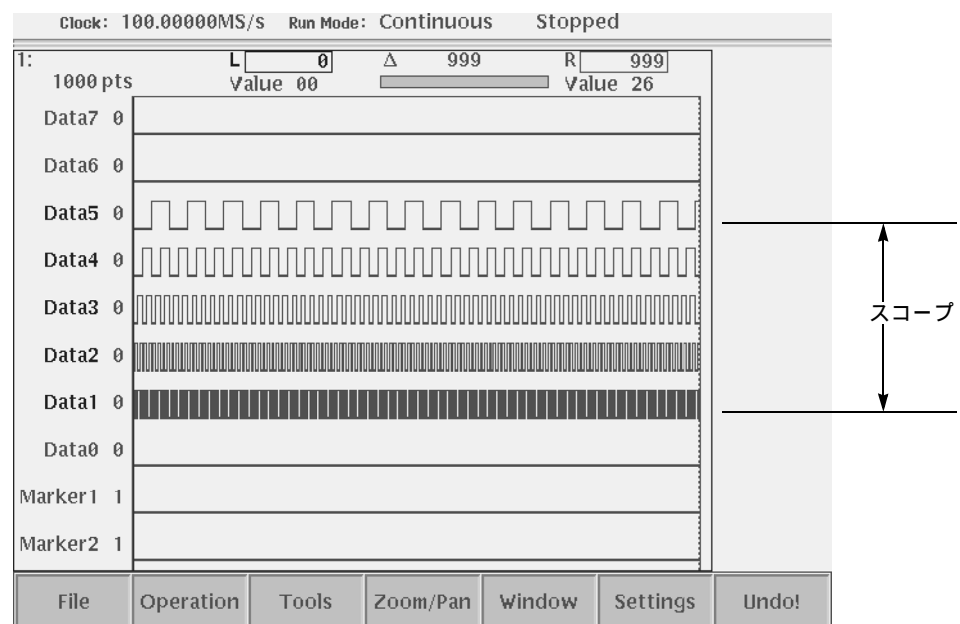 Clock: 100.00000MS/s Run Mode: Continuous Stopped
1: L 0 Δ 999 R 999
1000 pts Value 00 Value 26
Data7 0
Data6 0
Data5 0
Data4 0
Data3 0
スコープ
Data2 0
Data1 0
Data0 0
Marker1 1
Marker2 1
File Operation Tools Zoom/Pan Window Settings Undo!